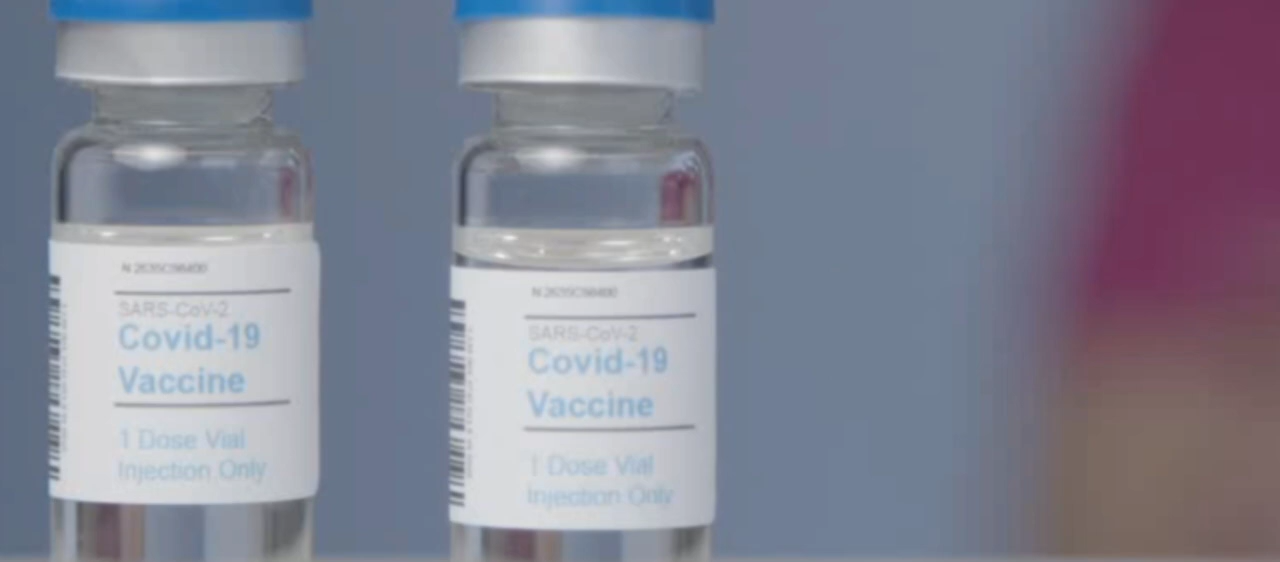 SARS-CoV-2
Covid-19
Vaccine
1 Dose Vial
Injection Only
SARS-CoV-2
Covid-19
Vaccine
1 Dose Vial
Injection Only